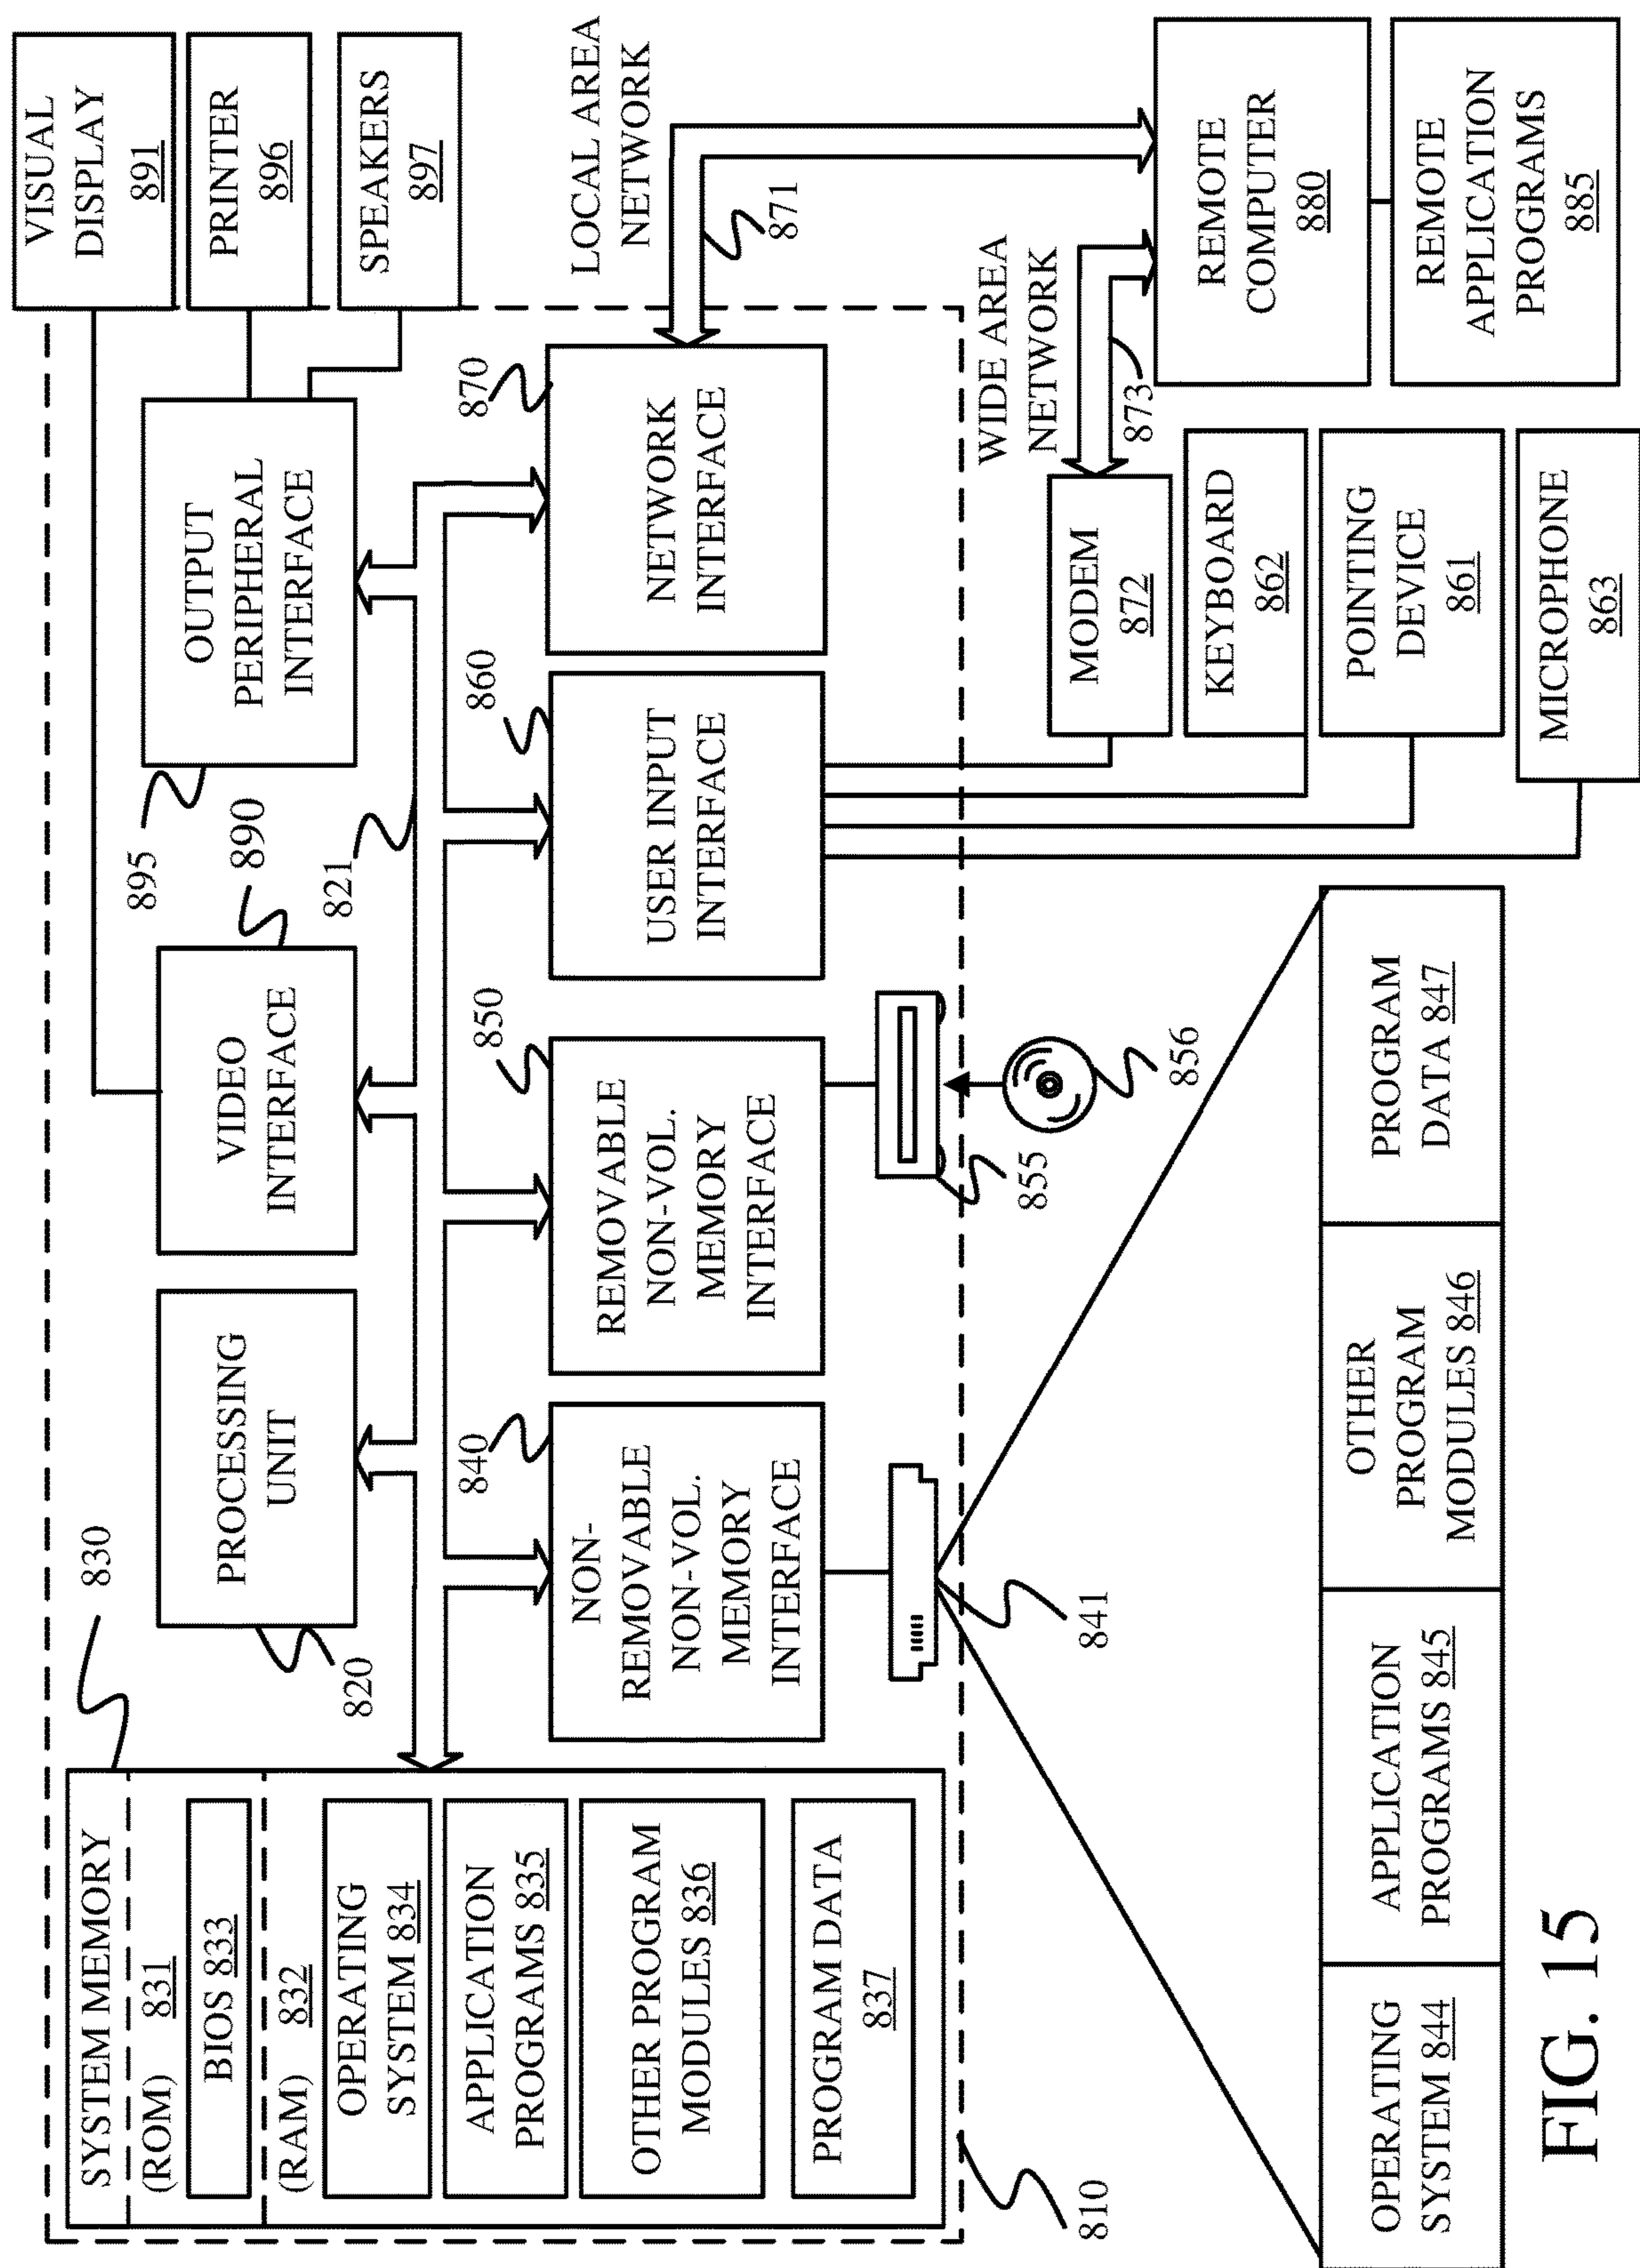 SYSTEM MEMORY
(ROM) 831
BIOS 833
(RAM) 832
OPERATING
SYSTEM 834
APPLICATION
PROGRAMS 835
OTHER PROGRAM
MODULES 836
PROGRAM DATA
837
830
820
PROCESSING
UNIT
890
VIDEO
INTERFACE
895
OUTPUT
PERIPHERAL
INTERFACE
821
VISUAL
DISPLAY
891
PRINTER
896
SPEAKERS
897
840
NON-
REMOVABLE
NON-VOL.
MEMORY
INTERFACE
850
REMOVABLE
NON-VOL.
MEMORY
INTERFACE
860
USER INPUT
INTERFACE
870
NETWORK
INTERFACE
LOCAL AREA
NETWORK
871
810
841
855
856
WIDE AREA
NETWORK
873
MODEM
872
KEYBOARD
862
POINTING
DEVICE
861
MICROPHONE
863
REMOTE
COMPUTER
880
REMOTE
APPLICATION
PROGRAMS
885
OPERATING
SYSTEM 844
APPLICATION
PROGRAMS 845
OTHER
PROGRAM
MODULES 846
PROGRAM
DATA 847
FIG. 15